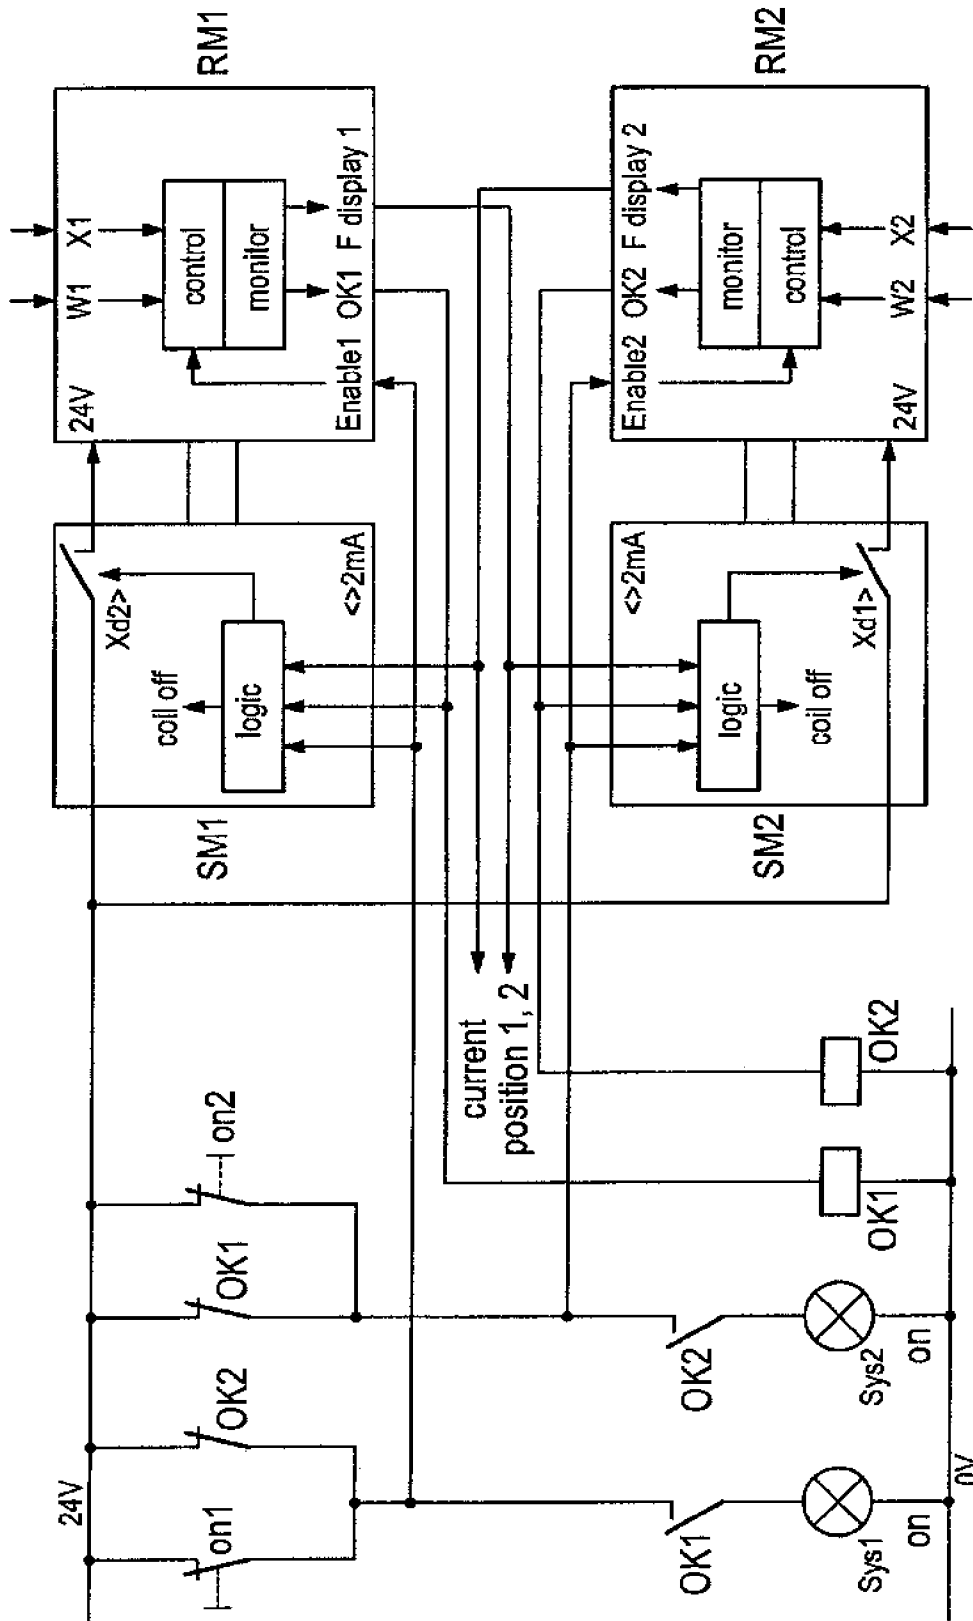 24V
on1
OK2
OK1
on2
OK1
OK2
Sys1
on
Sys2
on
OK1
OK2
0V
current
position 1, 2
SM1
coil off
logic
Xd2>
<>2mA
RM1
24V
W1
X1
control
monitor
Enable1
OK1
F display 1
SM2
logic
coil off
Xd1>
<>2mA
RM2
Enable2
OK2
F display 2
monitor
control
24V
W2
X2